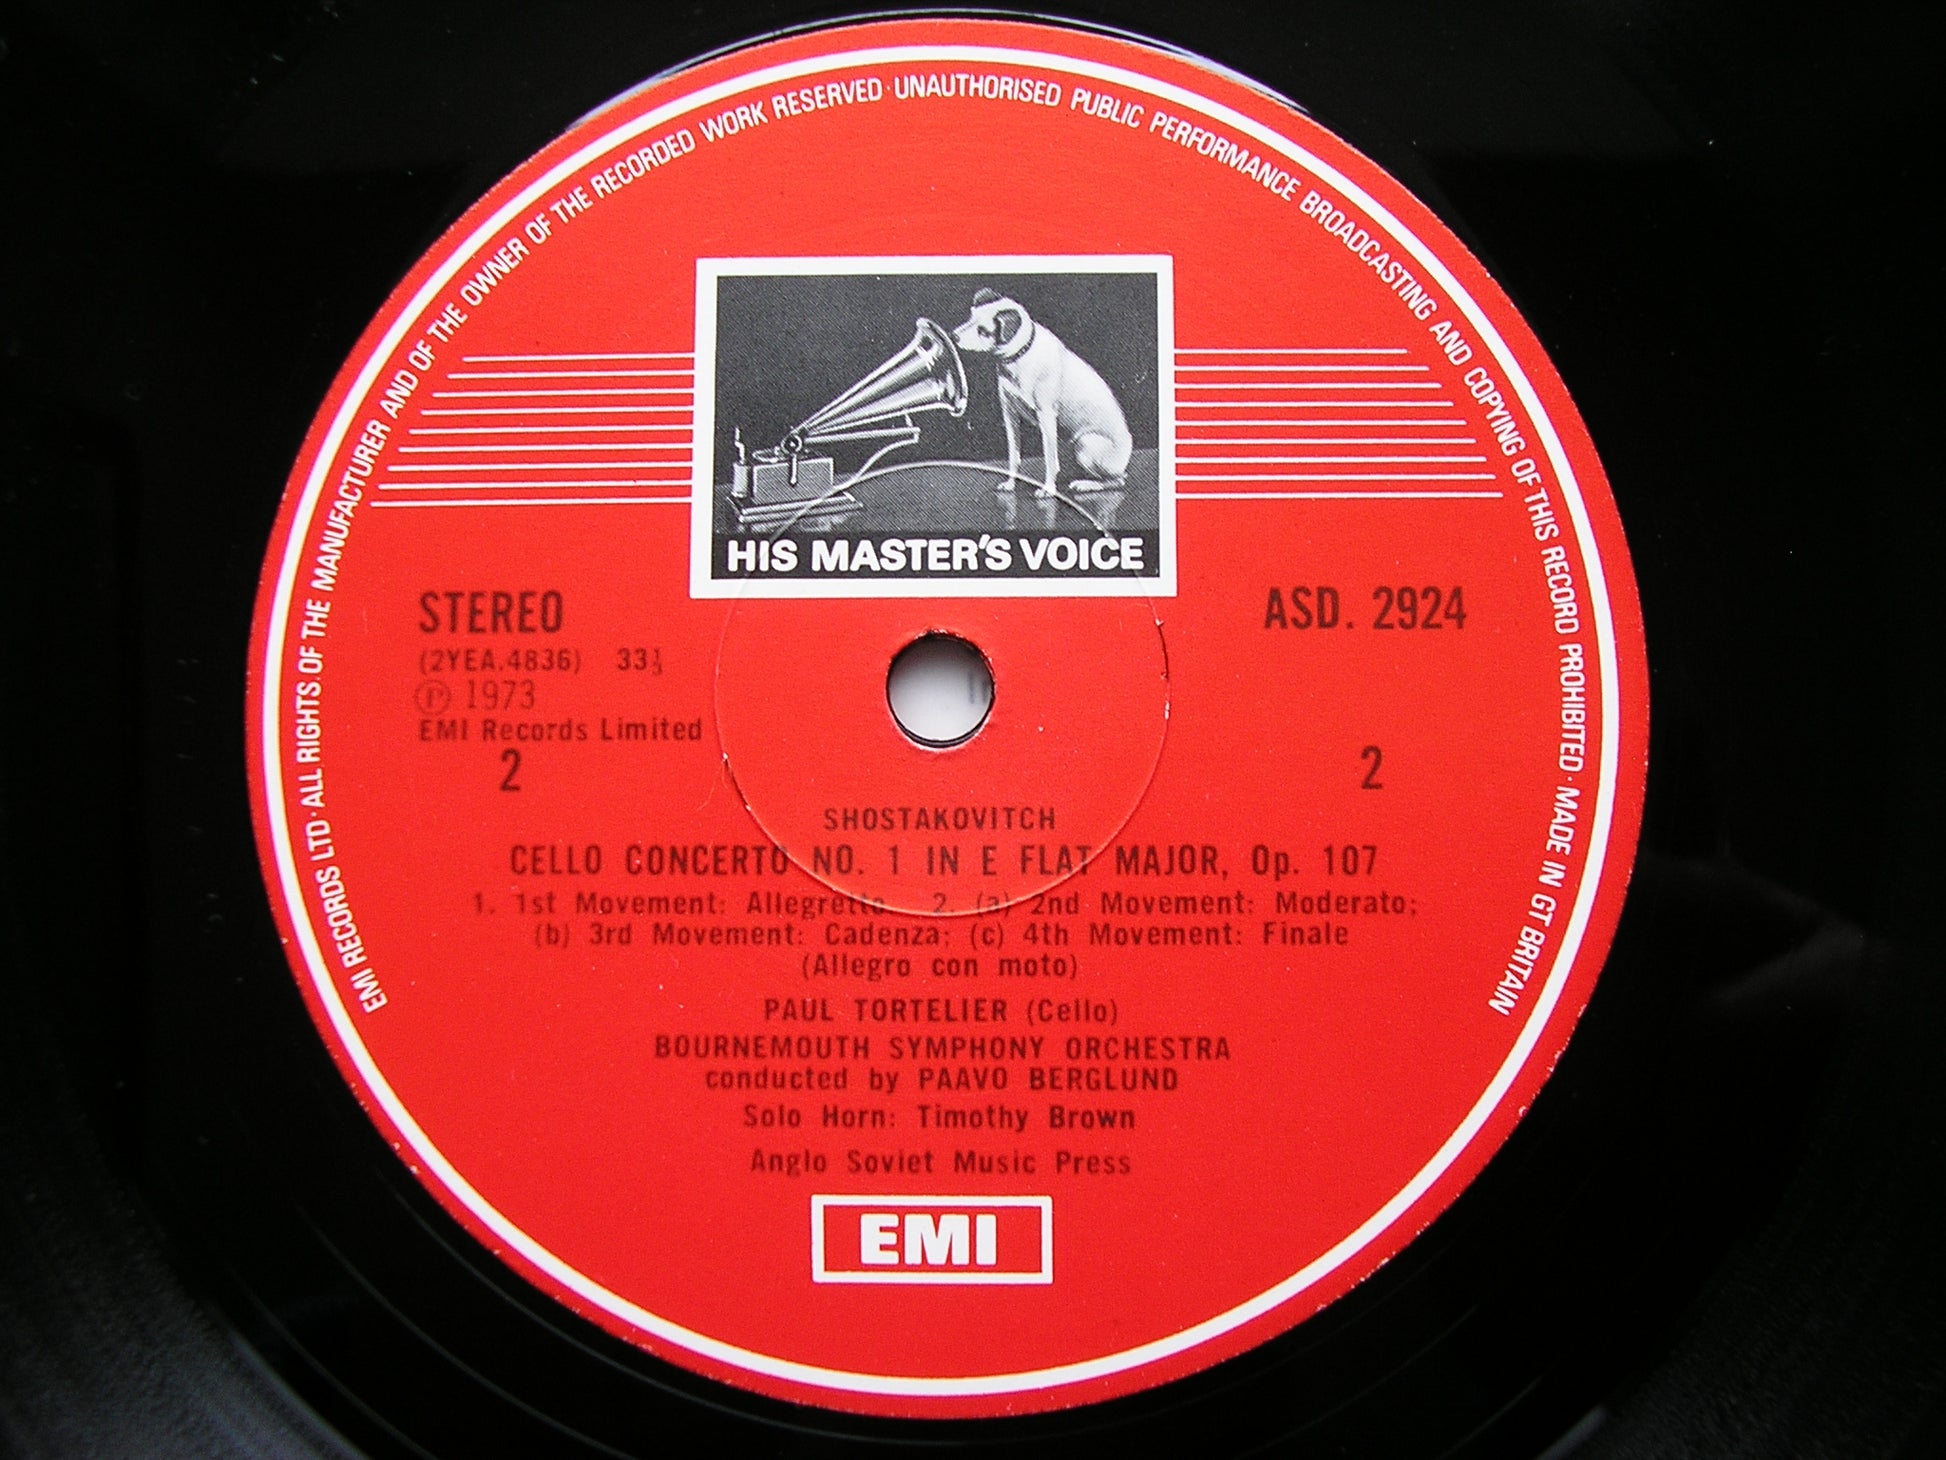 EMI RECORDS LTD · ALL RIGHTS OF THE MANUFACTURER AND OF THE OWNER OF THE RECORDED WORK RESERVED · UNAUTHORISED PUBLIC PERFORMANCE BROADCASTING AND COPYING OF THIS RECORD PROHIBITED · MADE IN GT BRITAIN
HIS MASTER'S VOICE
STEREO
ASD. 2924
(2YEA.4836) 33⅓
℗ 1973
EMI Records Limited
2
2
SHOSTAKOVITCH
CELLO CONCERTO NO. 1 IN E FLAT MAJOR, Op. 107
1. 1st Movement: Allegretto. 2. (a) 2nd Movement: Moderato;
(b) 3rd Movement: Cadenza; (c) 4th Movement: Finale
(Allegro con moto)
PAUL TORTELIER (Cello)
BOURNEMOUTH SYMPHONY ORCHESTRA
conducted by PAAVO BERGLUND
Solo Horn: Timothy Brown
Anglo Soviet Music Press
EMI